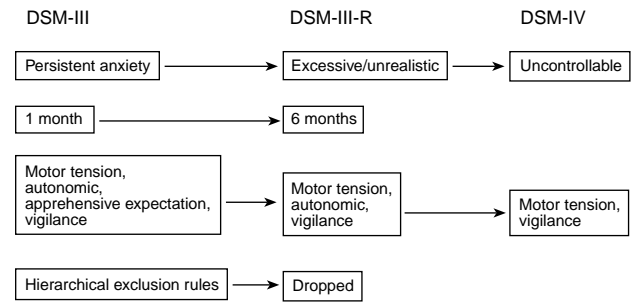 DSM-III DSM-III-R DSM-IV
Persistent anxiety Excessive/unrealistic Uncontrollable
1 month 6 months
Motor tension,
autonomic,
apprehensive expectation,
vigilance
Motor tension,
autonomic,
vigilance
Motor tension,
vigilance
Hierarchical exclusion rules Dropped